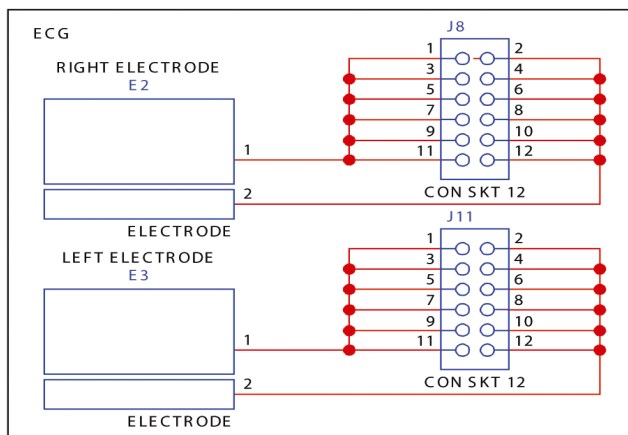 ECG
J8
RIGHT ELECTRODE
E2
1 2
3 4
5 6
7 8
9 10
11 12
1
2
CON SKT 12
ELECTRODE
J11
LEFT ELECTRODE
E3
1 2
3 4
5 6
7 8
9 10
11 12
1
2
CON SKT 12
ELECTRODE